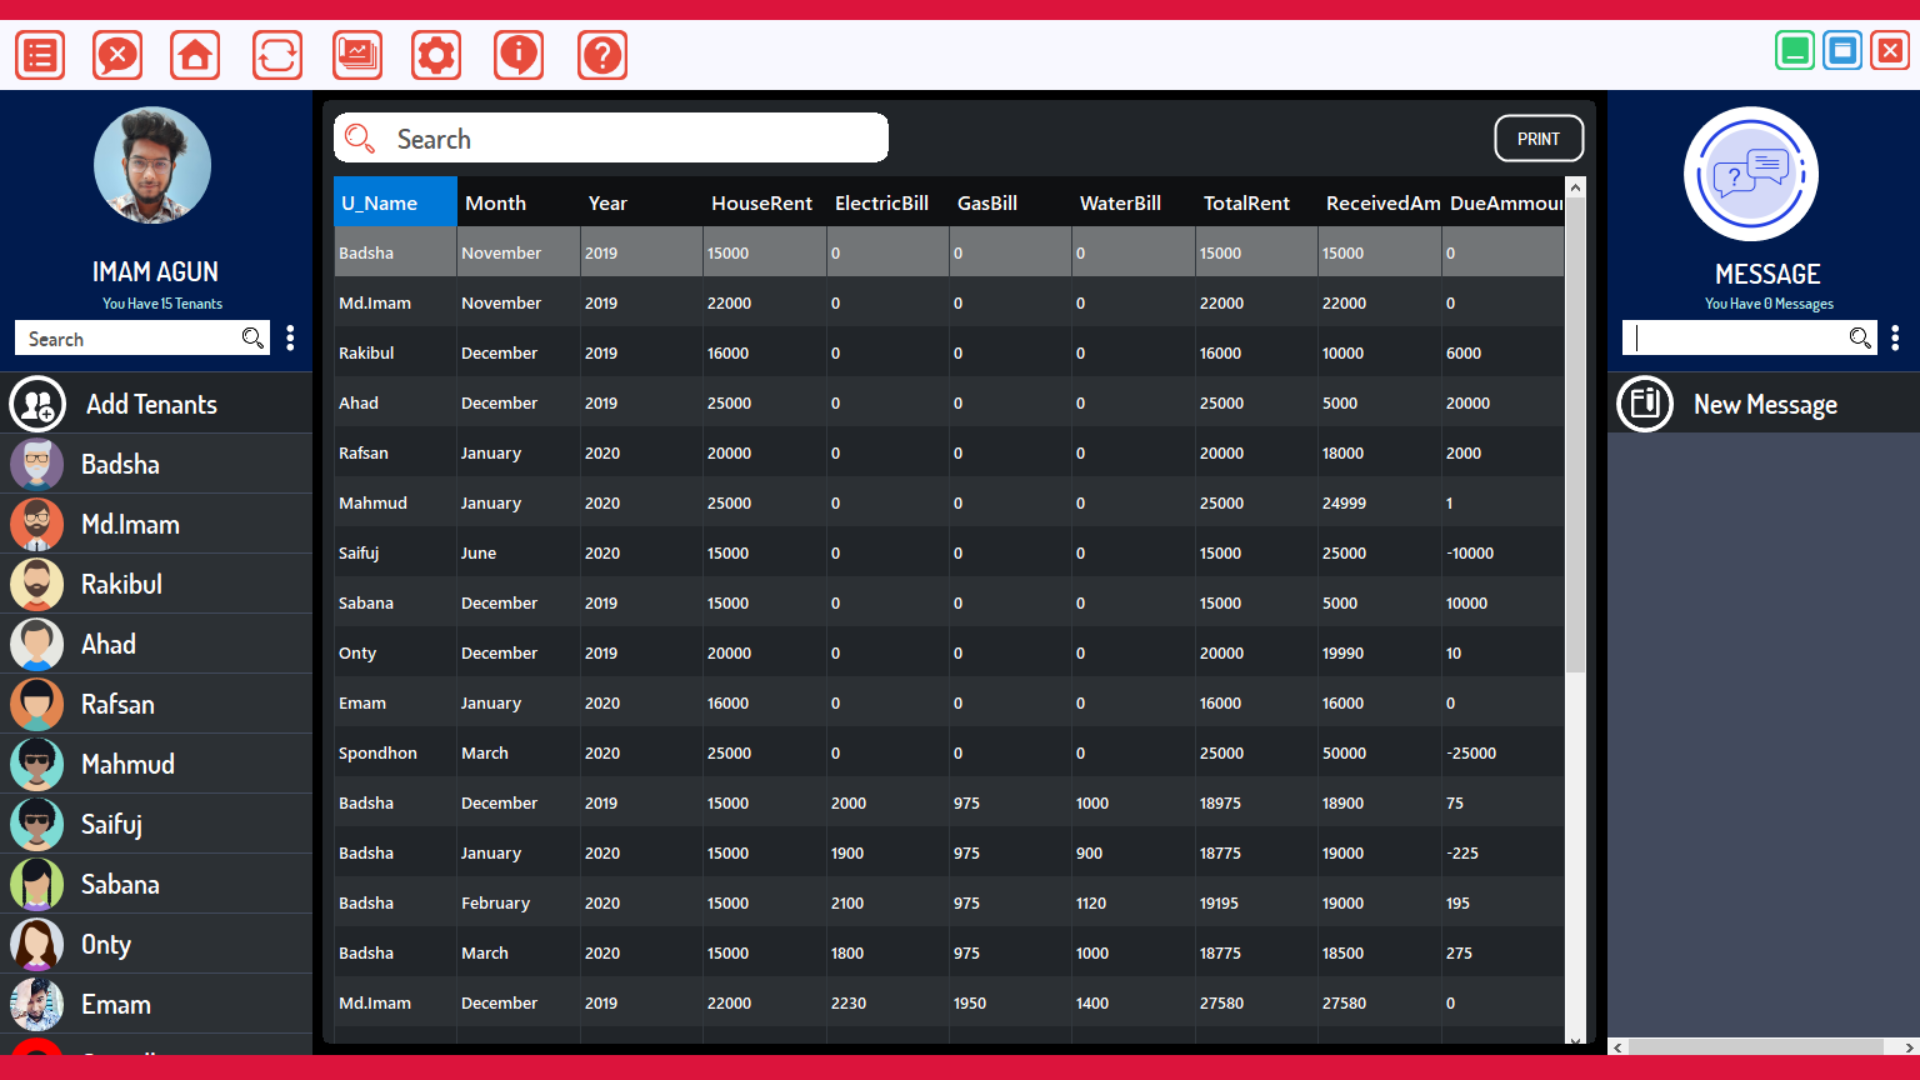 Search
PRINT
IMAM AGUN
You Have 15 Tenants
Search
Add Tenants
Badsha
Md.Imam
Rakibul
Ahad
Rafsan
Mahmud
Saifuj
Sabana
Onty
Emam
U_Name Month Year HouseRent ElectricBill GasBill WaterBill TotalRent ReceivedAm DueAmmou
Badsha November 2019 15000 0 0 0 15000 15000 0
Md.Imam November 2019 22000 0 0 0 22000 22000 0
Rakibul December 2019 16000 0 0 0 16000 10000 6000
Ahad December 2019 25000 0 0 0 25000 5000 20000
Rafsan January 2020 20000 0 0 0 20000 18000 2000
Mahmud January 2020 25000 0 0 0 25000 24999 1
Saifuj June 2020 15000 0 0 0 15000 25000 -10000
Sabana December 2019 15000 0 0 0 15000 5000 10000
Onty December 2019 20000 0 0 0 20000 19990 10
Emam January 2020 16000 0 0 0 16000 16000 0
Spondhon March 2020 25000 0 0 0 25000 50000 -25000
Badsha December 2019 15000 2000 975 1000 18975 18900 75
Badsha January 2020 15000 1900 975 900 18775 19000 -225
Badsha February 2020 15000 2100 975 1120 19195 19000 195
Badsha March 2020 15000 1800 975 1000 18775 18500 275
Md.Imam December 2019 22000 2230 1950 1400 27580 27580 0
MESSAGE
You Have 0 Messages
New Message